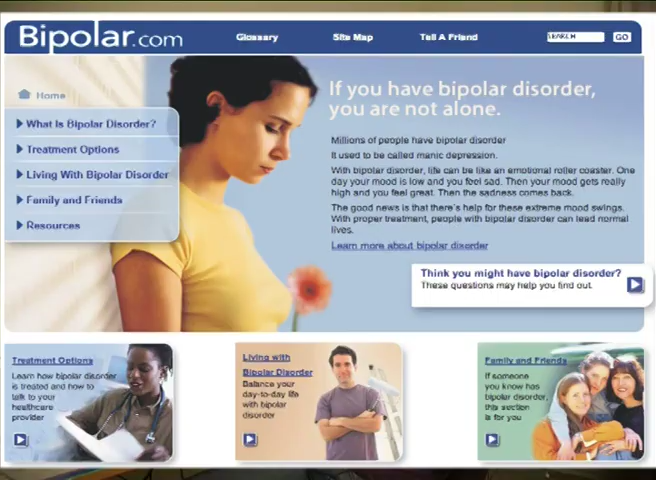 Bipolar.com
Glossary
Site Map
Tell A Friend
SEARCH
GO
Home
What Is Bipolar Disorder?
Treatment Options
Living With Bipolar Disorder
Family and Friends
Resources
If you have bipolar disorder,
you are not alone.
Millions of people have bipolar disorder
It used to be called manic depression.
With bipolar disorder, life can be like an emotional roller coaster. One
day your mood is low and you feel sad. Then your mood gets really
high and you feel great. Then the sadness comes back.
The good news is that there's help for these extreme mood swings.
With proper treatment, people with bipolar disorder can lead normal
lives.
Learn more about bipolar disorder
Think you might have bipolar disorder?
These questions may help you find out.
Treatment Options
Learn how bipolar disorder
is treated and how to
talk to your
healthcare
provider
Living with
Bipolar Disorder
Balance your
day-to-day life
with bipolar
disorder
Family and Friends
If someone
you know has
bipolar disorder,
this section
is for you